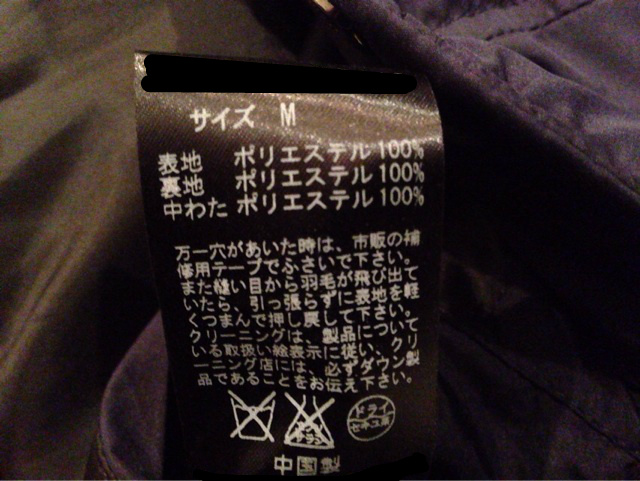 サイズ M
表地 ポリエステル 100%
裏地 ポリエステル 100%
中わた ポリエステル 100%
万一穴があいた時は、市販の補
修用テープでふさいで下さい。
また縫い目から羽毛が飛び出て
いたら、引っ張らずに表地を軽
くつまんで押し戻して下さい。
クリーニングは、製品について
いる取扱い絵表示に従い、クリ
ーニング店には、必ずダウン製
品であることをお伝え下さい。
ドライ
セキユ系
中国製